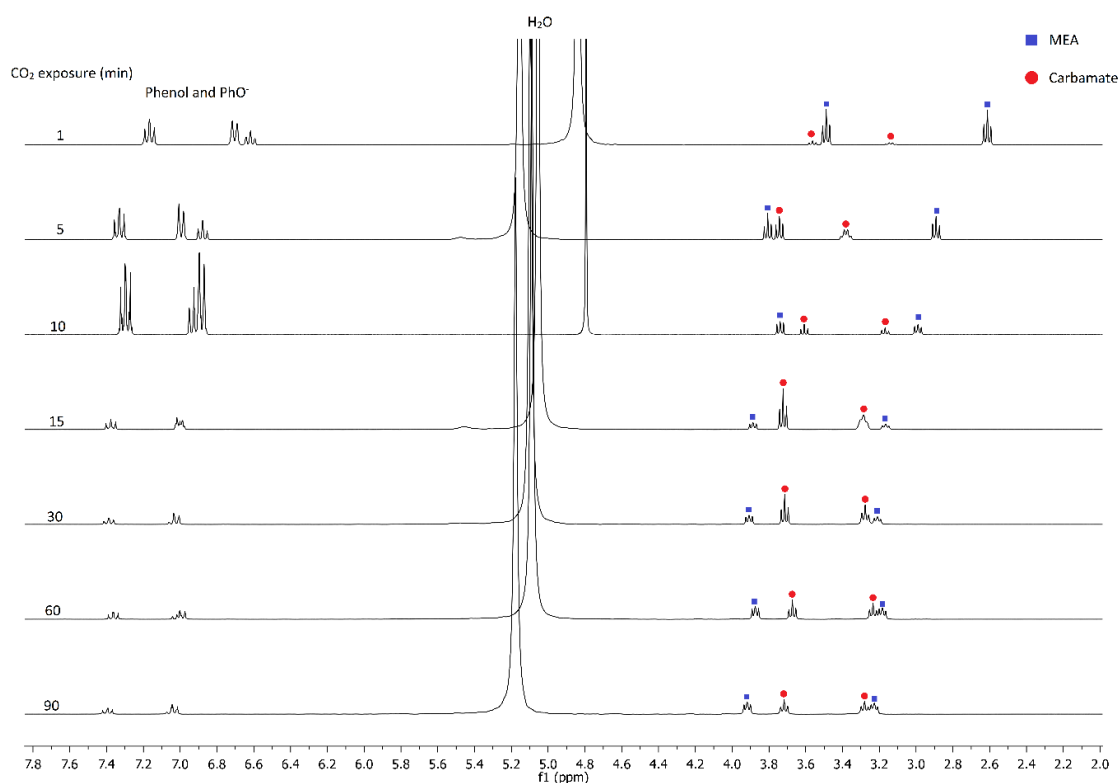 H₂O
MEA
CO₂ exposure (min)
Carbamate
Phenol and PhO⁻
1
5
10
15
30
60
90
7.8 7.6 7.4 7.2 7.0 6.8 6.6 6.4 6.2 6.0 5.8 5.6 5.4 5.2 5.0 4.8 4.6 4.4 4.2 4.0 3.8 3.6 3.4 3.2 3.0 2.8 2.6 2.4 2.2 2.0
f1 (ppm)